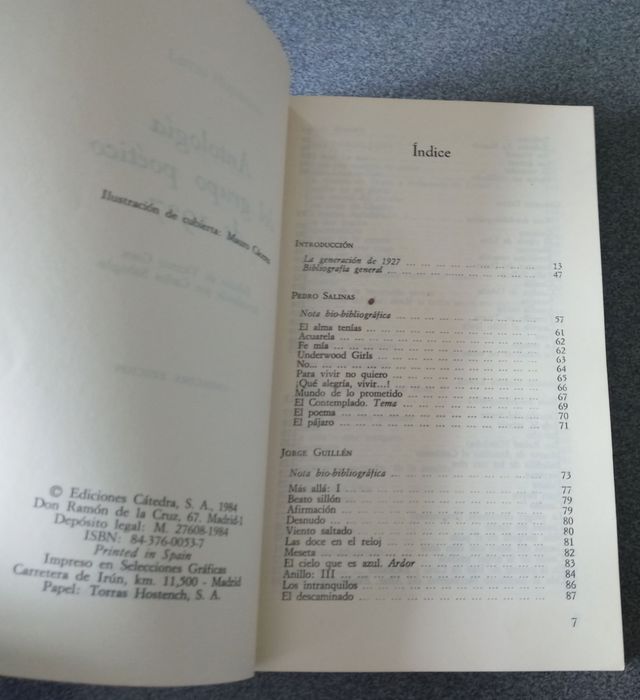 Ilustración de cubierta: Mauro Cáceres
© Ediciones Cátedra, S. A., 1984
Don Ramón de la Cruz, 67. Madrid-1
Depósito legal: M. 27608-1984
ISBN: 84-376-0053-7
Printed in Spain
Impreso en Selecciones Gráficas
Carretera de Irún, km. 11,500 - Madrid
Papel: Torras Hostench, S. A.
Índice
INTRODUCCIÓN
La generación de 1927 ... 13
Bibliografía general ... 47
PEDRO SALINAS
Nota bio-bibliográfica ... 57
El alma tenías ... 61
Acuarela ... 62
Fe mía ... 62
Underwood Girls ... 63
No... ... 64
Para vivir no quiero ... 65
¡Qué alegría, vivir...! ... 66
Mundo de lo prometido ... 67
El Contemplado. Tema ... 69
El poema ... 70
El pájaro ... 71
JORGE GUILLÉN
Nota bio-bibliográfica ... 73
Más allá: I ... 77
Beato sillón ... 79
Afirmación ... 79
Desnudo ... 80
Viento saltado ... 80
Las doce en el reloj ... 81
Meseta ... 82
El cielo que es azul. Ardor ... 83
Anillo: III ... 84
Los intranquilos ... 86
El descaminado ... 87
7